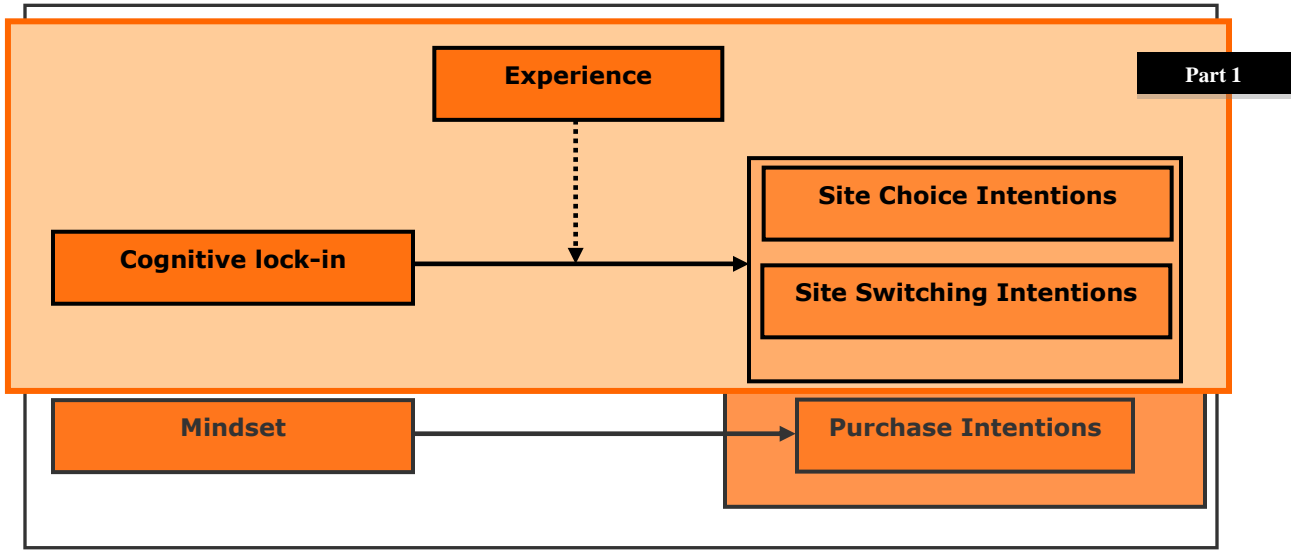 Experience
Part 1
Site Choice Intentions
Cognitive lock-in
Site Switching Intentions
Mindset
Purchase Intentions